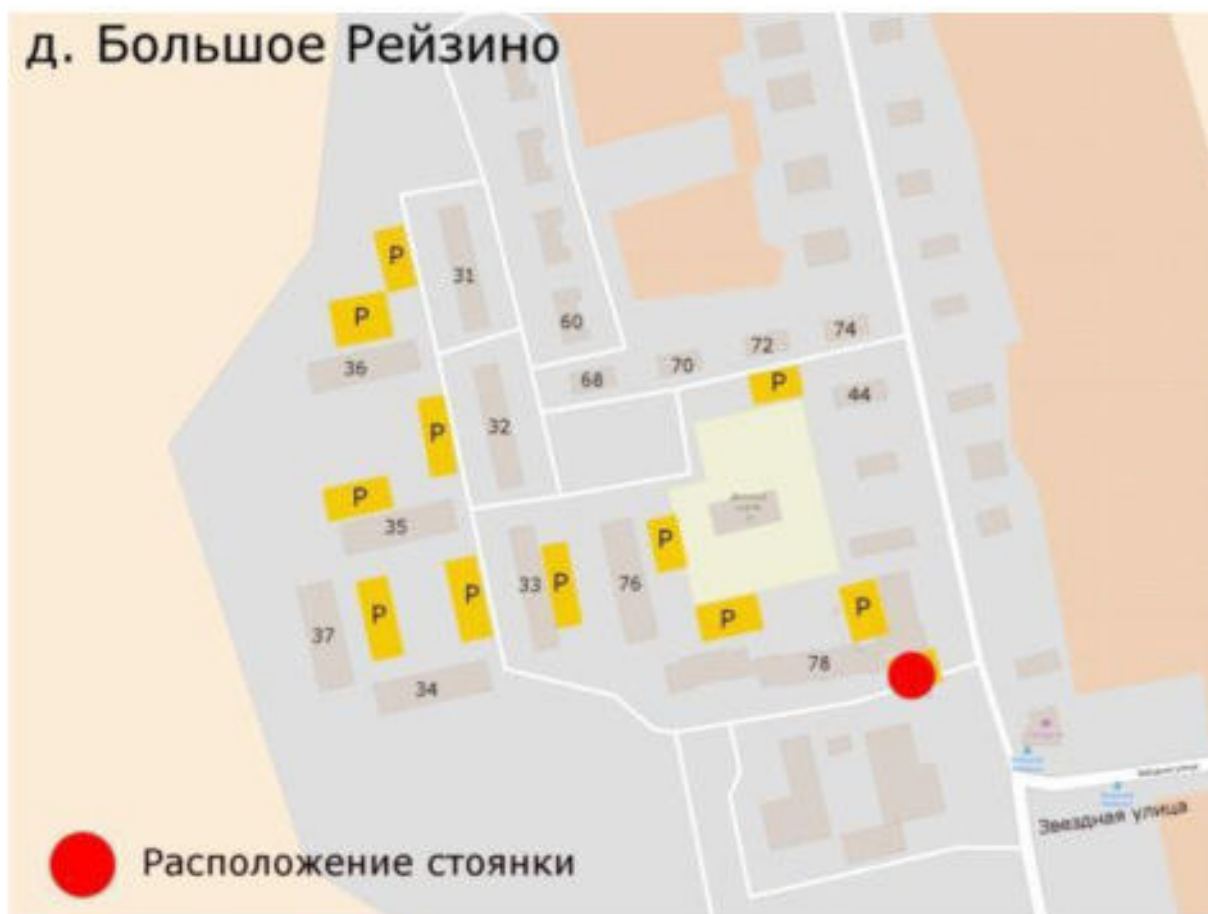 д. Большое Рейзино
P
31
P
60
36
74
72
70
68
P
44
P
32
P
35
P
33
P
76
P
P
37
P
P
P
34
78
Звездная улица
Расположение стоянки